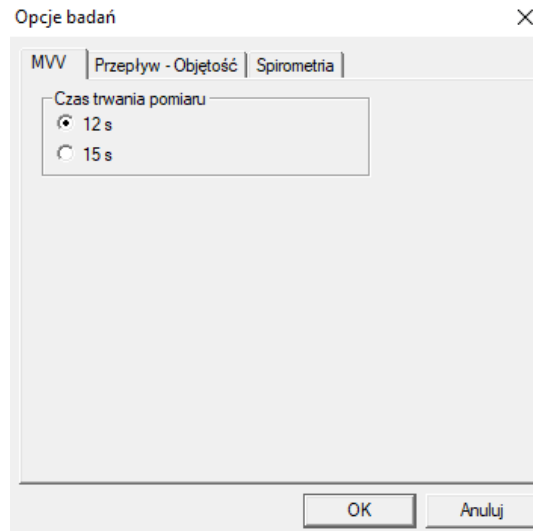 Opcje badań
MVV Przepływ - Objętość Spirometria
Czas trwania pomiaru
12 s
15 s
OK Anuluj